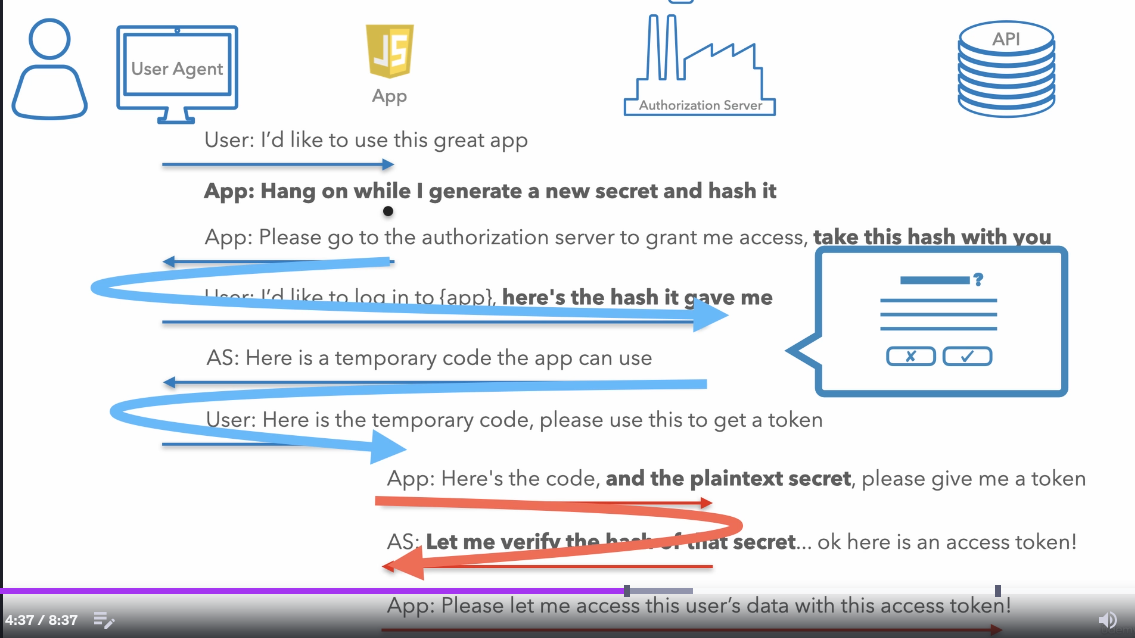 User Agent
JS
App
Authorization Server
API
User: I’d like to use this great app
App: Hang on while I generate a new secret and hash it
App: Please go to the authorization server to grant me access, take this hash with you
User: I’d like to log in to {app}, here's the hash it gave me
?
✗ ✓
AS: Here is a temporary code the app can use
User: Here is the temporary code, please use this to get a token
App: Here's the code, and the plaintext secret, please give me a token
AS: Let me verify the hash of that secret... ok here is an access token!
App: Please let me access this user’s data with this access token!
4:37 / 8:37